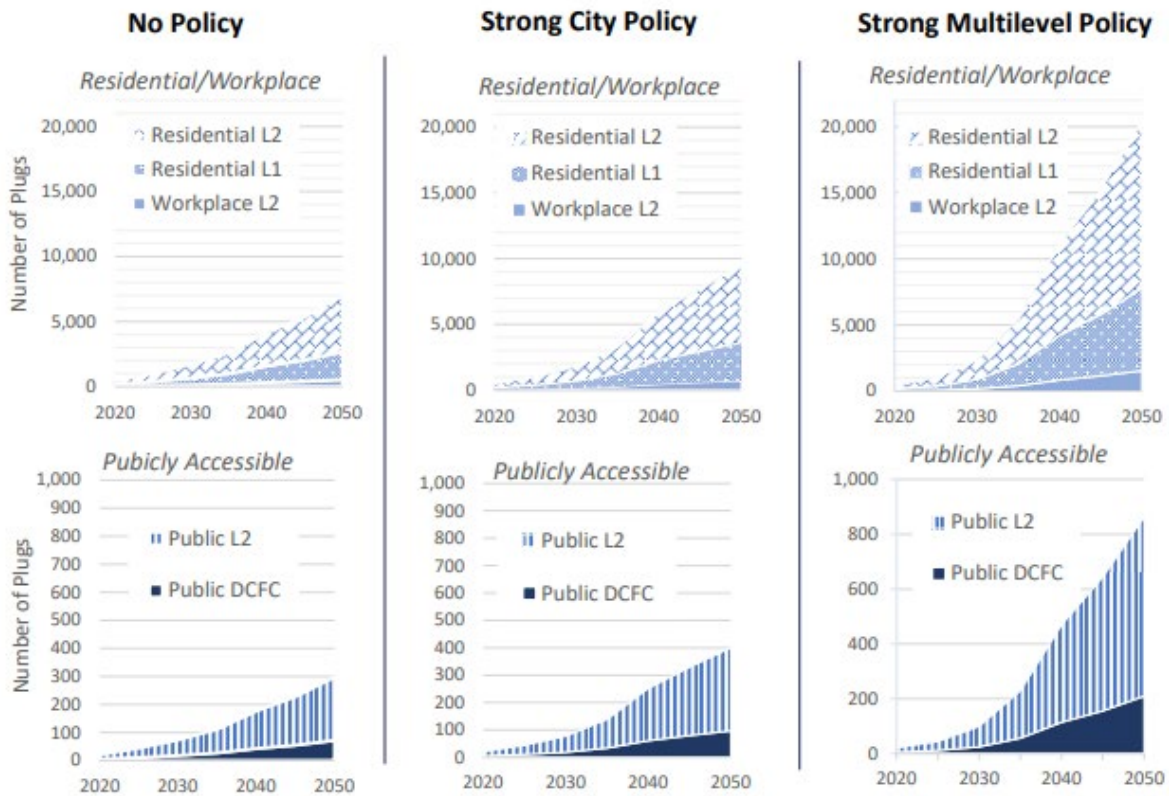 No Policy
Residential/Workplace
Number of Plugs
20,000
15,000
10,000
5,000
0
Residential L2
Residential L1
Workplace L2
2020 2030 2040 2050
Pubicly Accessible
Number of Plugs
1,000
900
800
700
600
500
400
300
200
100
0
Public L2
Public DCFC
2020 2030 2040 2050
Strong City Policy
Residential/Workplace
20,000
15,000
10,000
5,000
0
Residential L2
Residential L1
Workplace L2
2020 2030 2040 2050
Publicly Accessible
1,000
900
800
700
600
500
400
300
200
100
0
Public L2
Public DCFC
2020 2030 2040 2050
Strong Multilevel Policy
Residential/Workplace
20,000
15,000
10,000
5,000
0
Residential L2
Residential L1
Workplace L2
2020 2030 2040 2050
Publicly Accessible
1,000
800
600
400
200
0
Public L2
Public DCFC
2020 2030 2040 2050